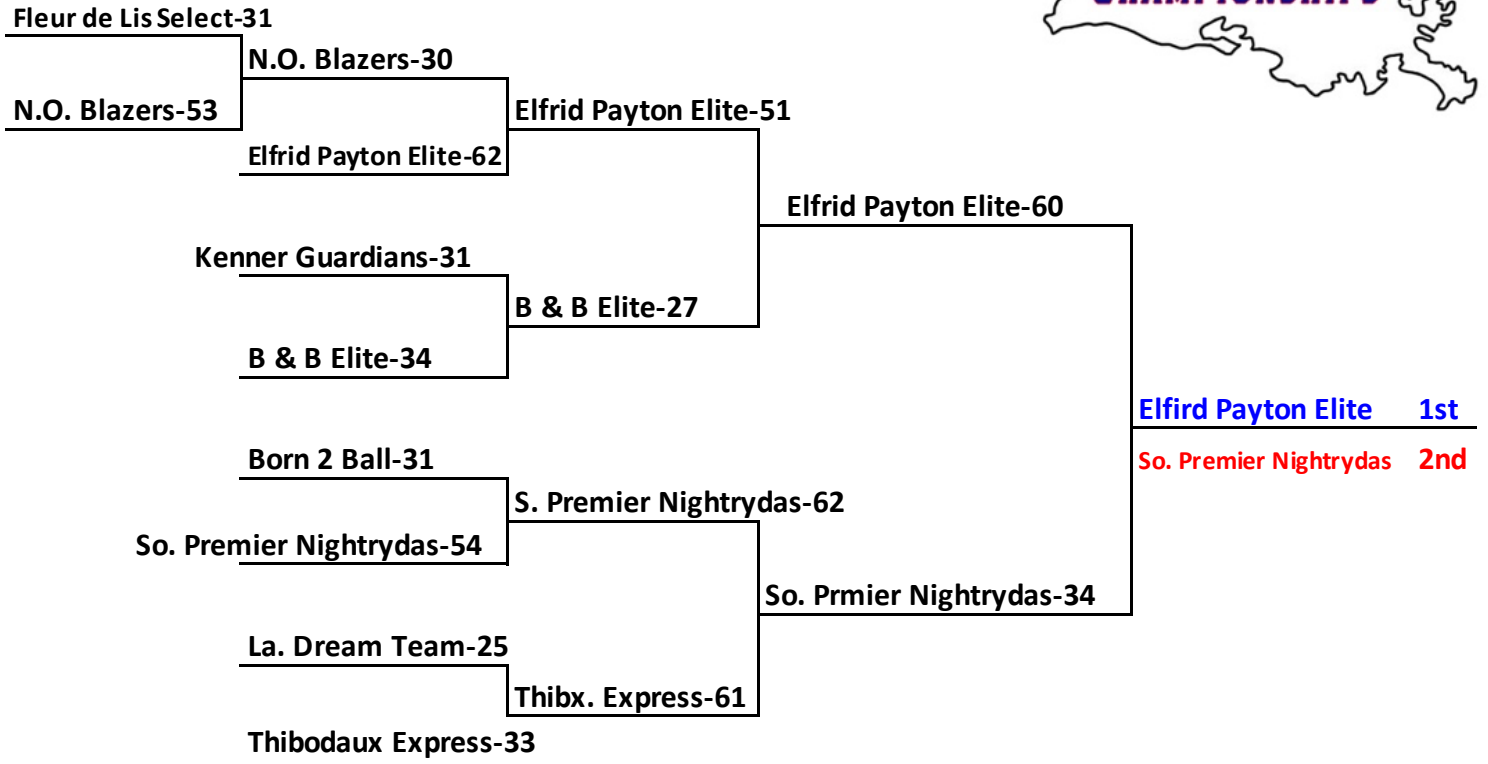 CHAMPIONSHIPS
Fleur de Lis Select-31
N.O. Blazers-30
N.O. Blazers-53
Elfrid Payton Elite-51
Elfrid Payton Elite-62
Elfrid Payton Elite-60
Kenner Guardians-31
B & B Elite-27
B & B Elite-34
Elfird Payton Elite 1st
Born 2 Ball-31
So. Premier Nightrydas 2nd
S. Premier Nightrydas-62
So. Premier Nightrydas-54
So. Prmier Nightrydas-34
La. Dream Team-25
Thibx. Express-61
Thibodaux Express-33